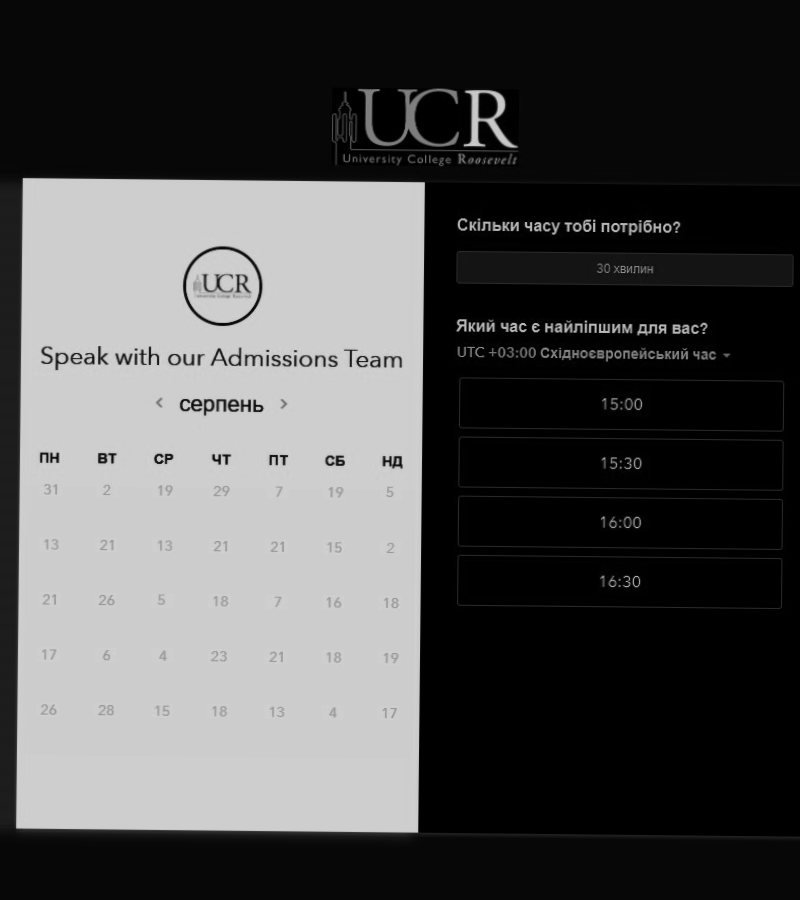 UCR
University College Roosevelt
UCR
University College Roosevelt
Speak with our Admissions Team
серпень
ПН ВТ СР ЧТ ПТ СБ НД
31 2 19 29 7 19 5
13 21 13 21 21 15 2
21 26 5 18 7 16 18
17 6 4 23 21 18 19
26 28 15 18 13 4 17
Скільки часу тобі потрібно?
30 хвилин
Який час є найліпшим для вас?
UTC +03:00 Східноєвропейський час
15:00
15:30
16:00
16:30